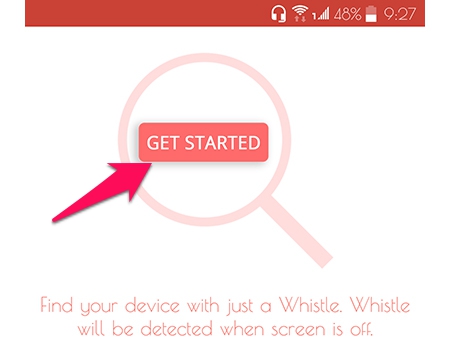 1 48% 9:27
GET STARTED
Find your device with just a Whistle. Whistle
will be detected when screen is off.